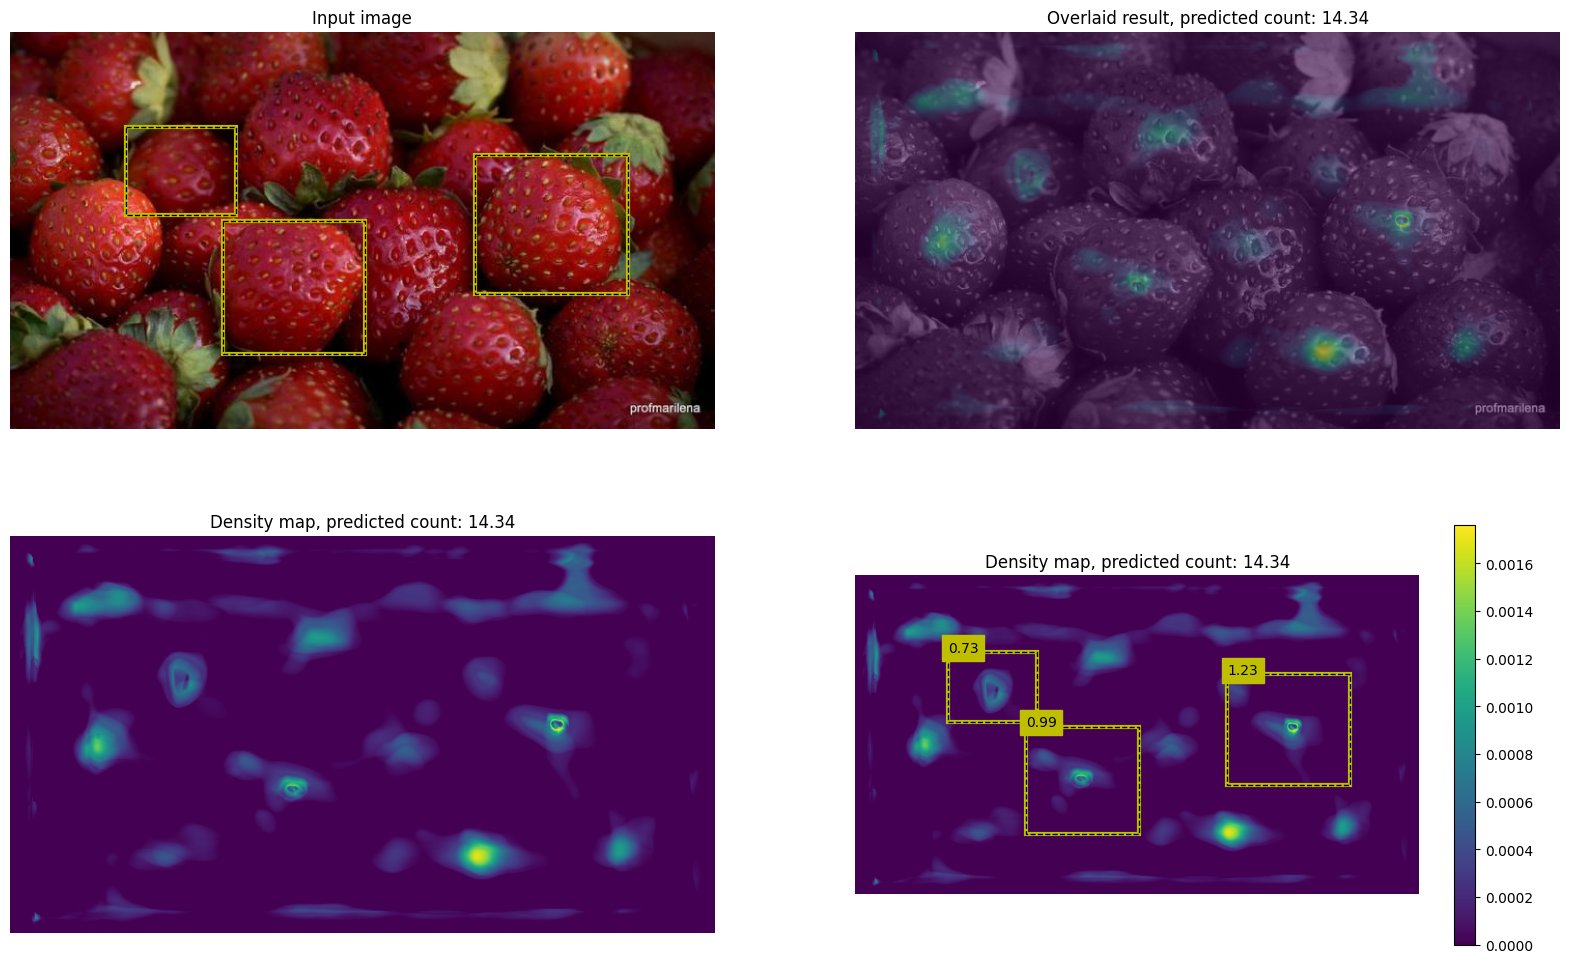 Input image
Overlaid result, predicted count: 14.34
profmarilena
profmarilena
Density map, predicted count: 14.34
Density map, predicted count: 14.34
0.73
0.99
1.23
0.0016
0.0014
0.0012
0.0010
0.0008
0.0006
0.0004
0.0002
0.0000